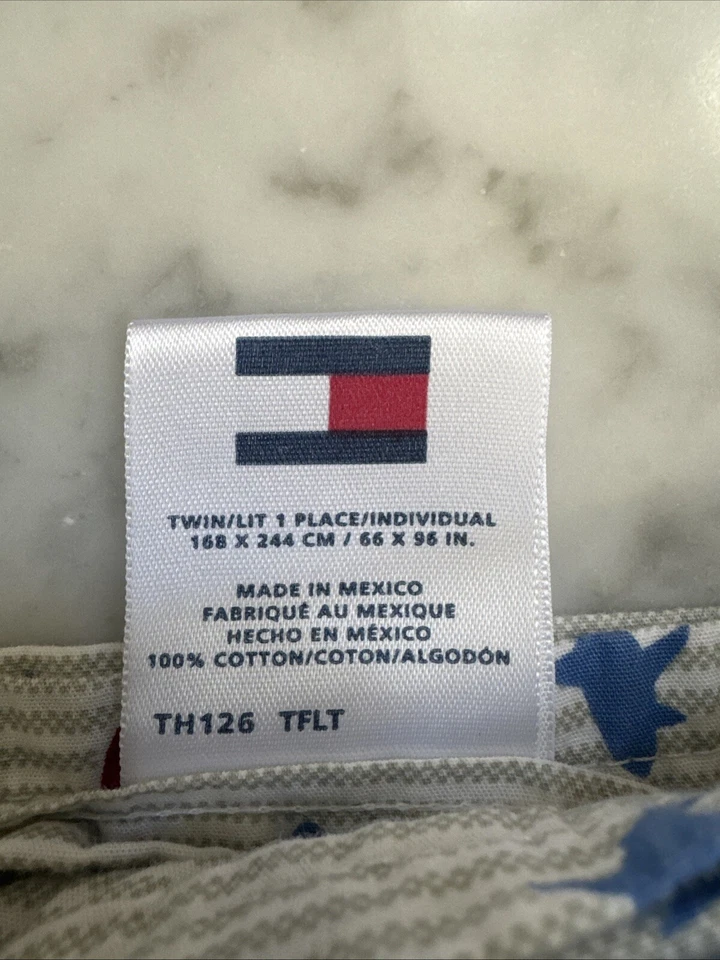 TWIN/LIT 1 PLACE/INDIVIDUAL
168 X 244 CM / 66 X 96 IN.
MADE IN MEXICO
FABRIQUÉ AU MEXIQUE
HECHO EN MÉXICO
100% COTTON/COTON/ALGODÓN
TH126 TFLT